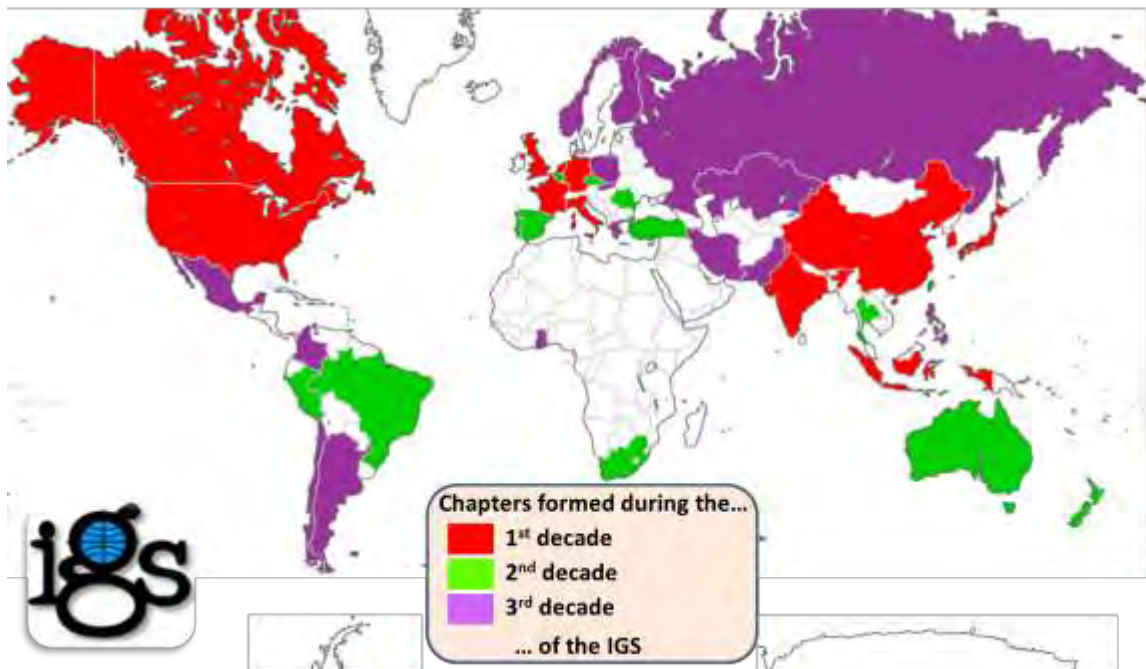 Chapters formed during the...
1st decade
2nd decade
3rd decade
... of the IGS
igs